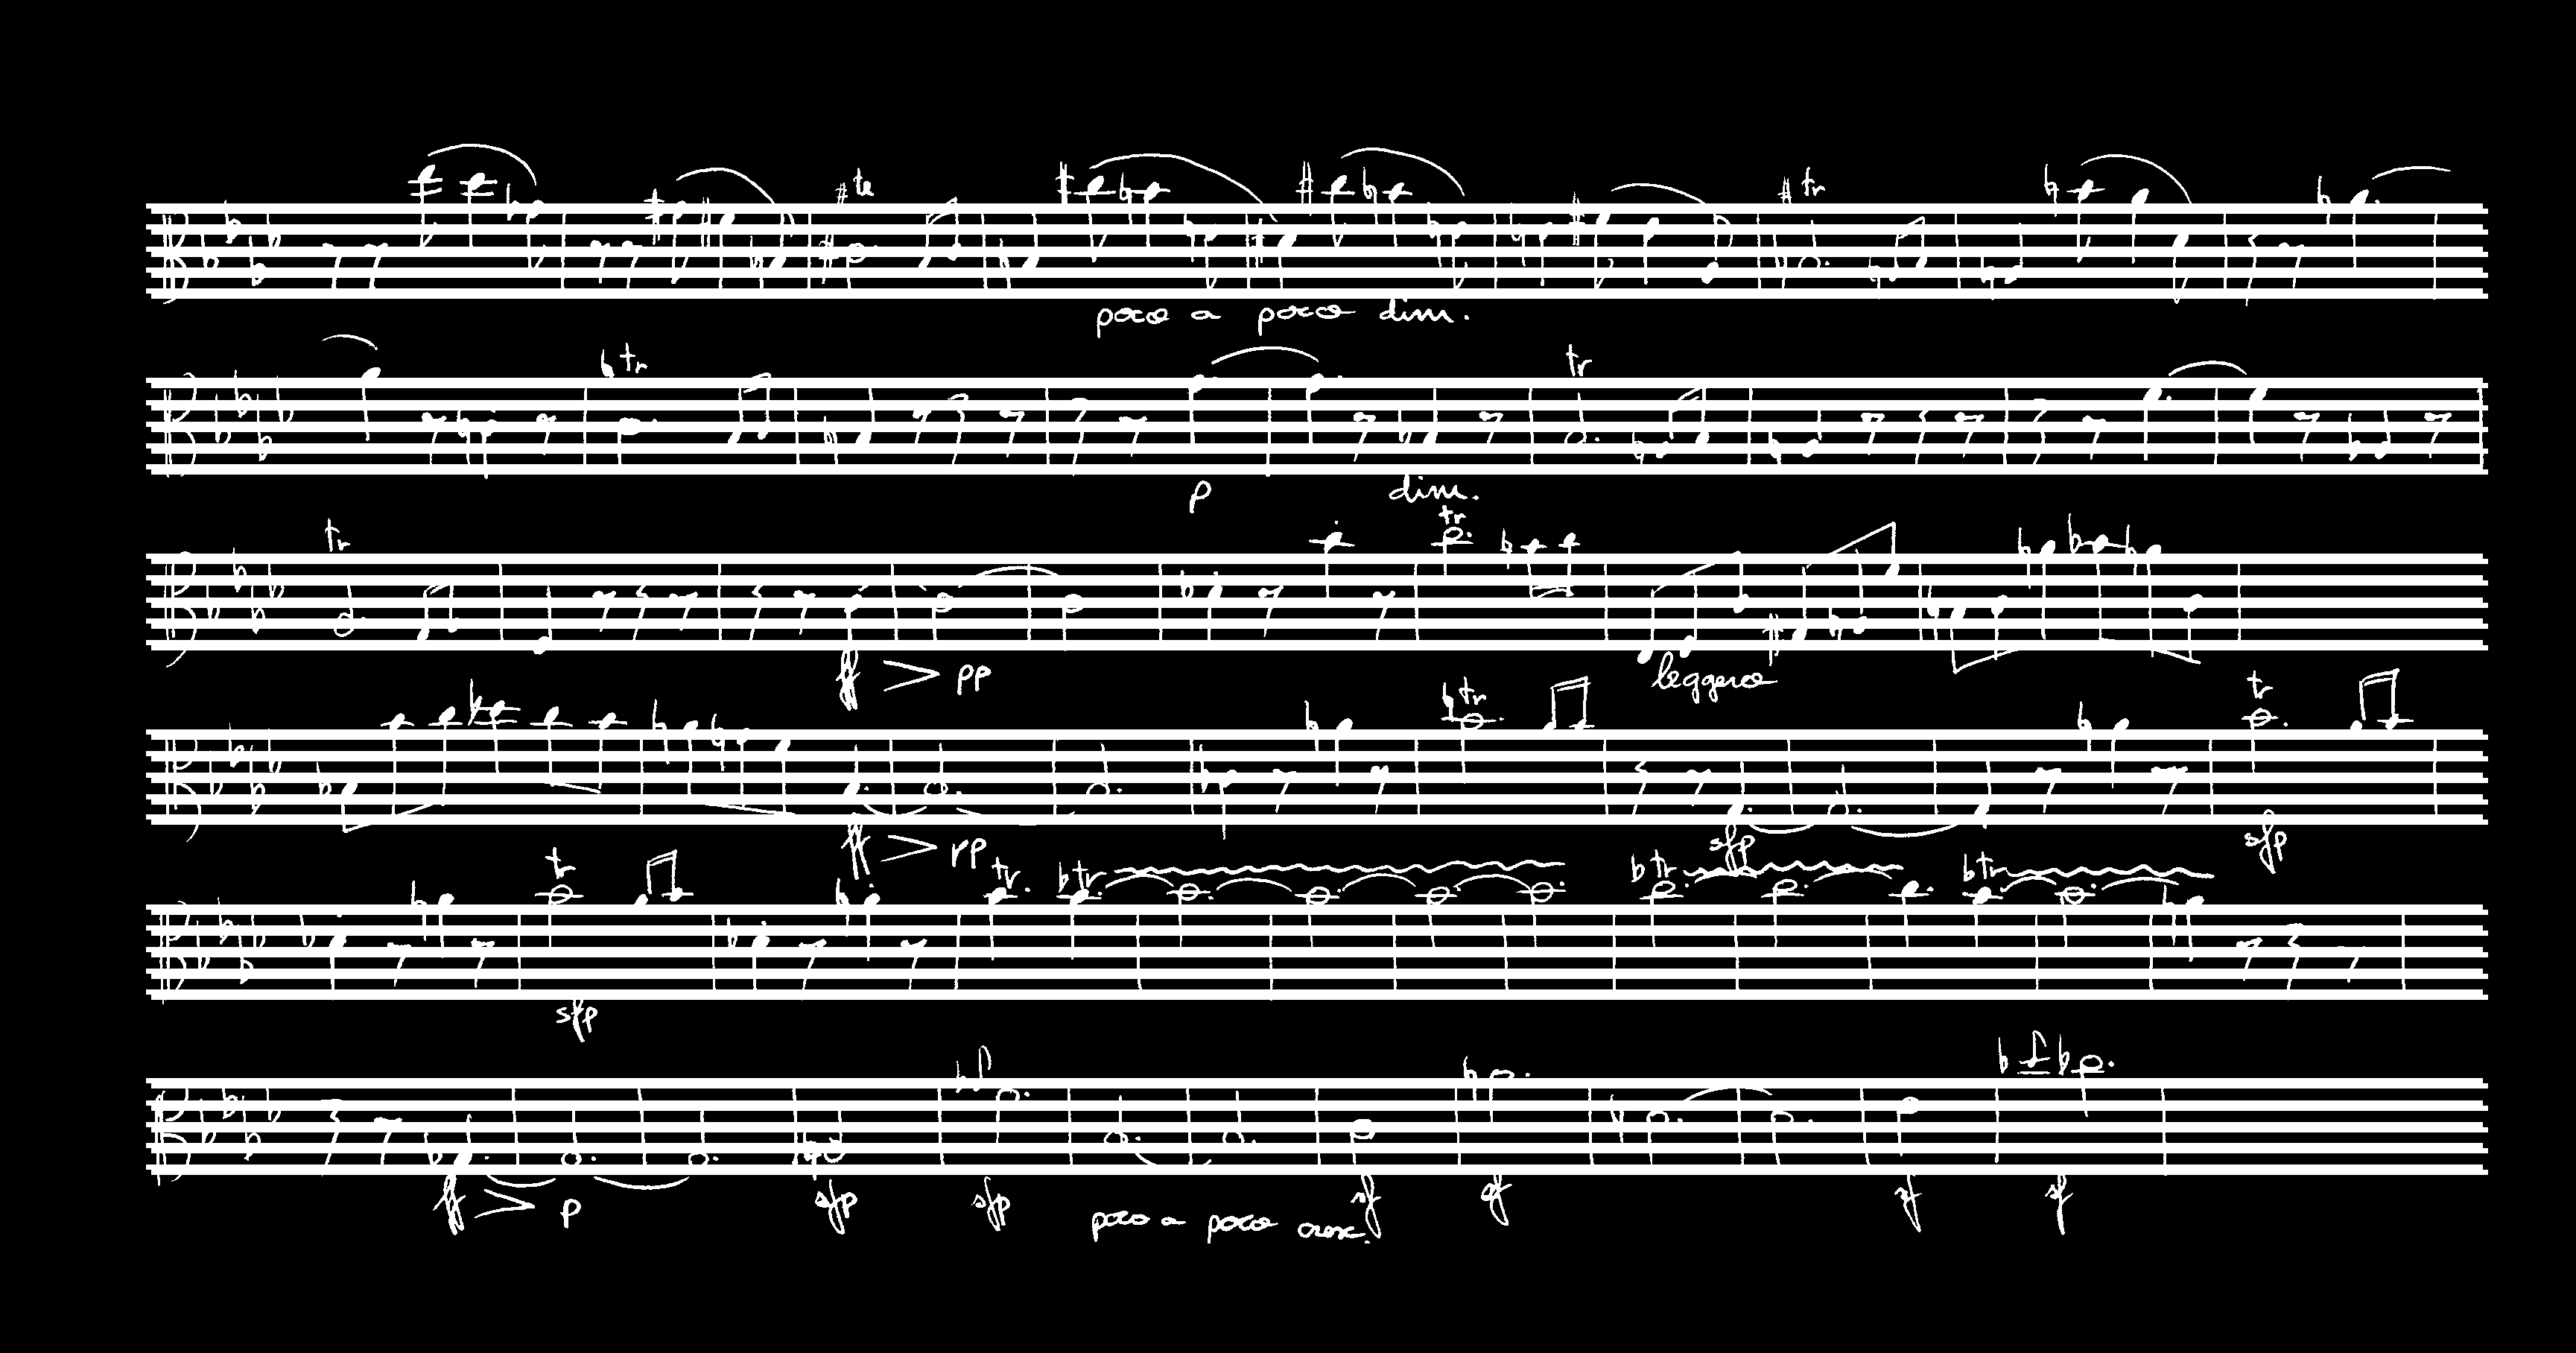 tr
poco a poco dim.
tr tr
p dim.
tr tr
ff pp leggero
tr tr
ff pp sfp sfp
tr tr. tr tr tr
sfp
ff p sfp sfp poco a poco cresc. sf sf sf sf